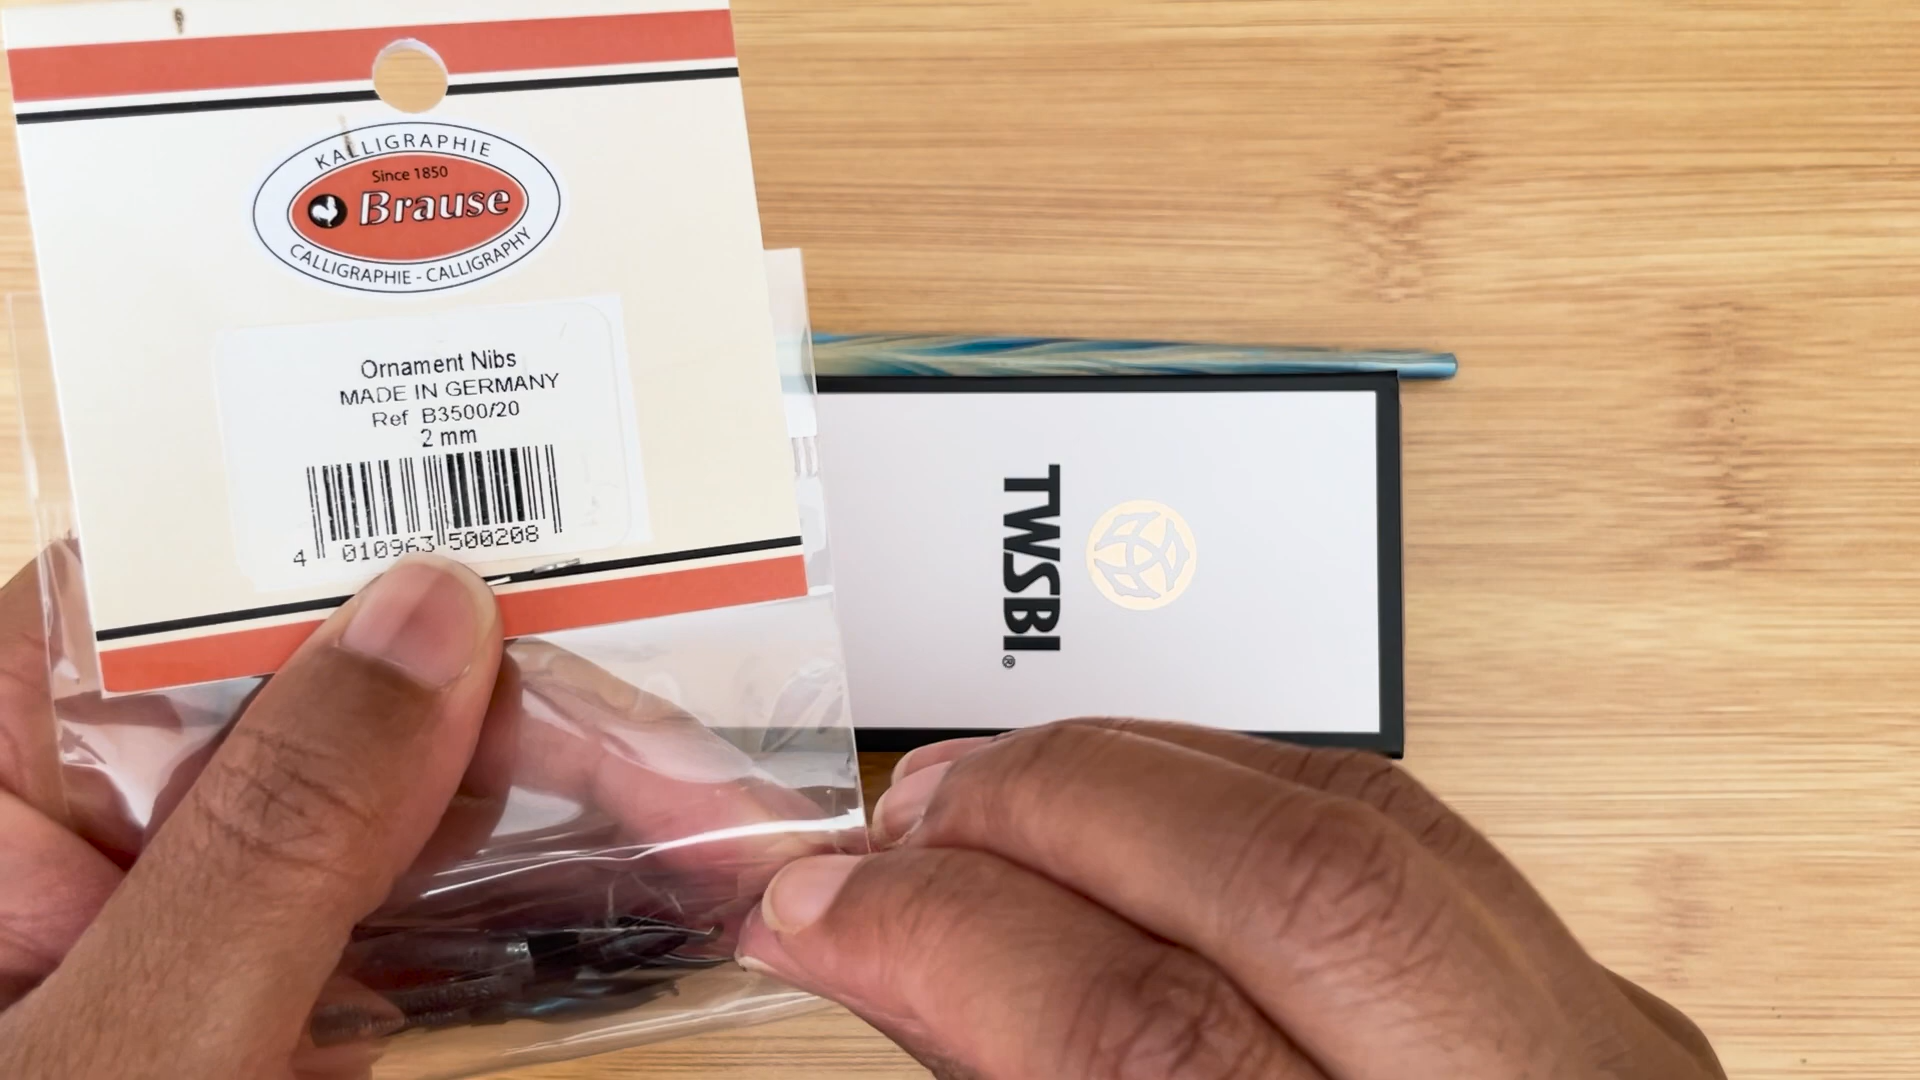 KALLIGRAPHIE
Since 1850
Brause
CALLIGRAPHIE - CALLIGRAPHY
Ornament Nibs
MADE IN GERMANY
Ref B3500/20
2 mm
4 010963 500208
TWSBI®